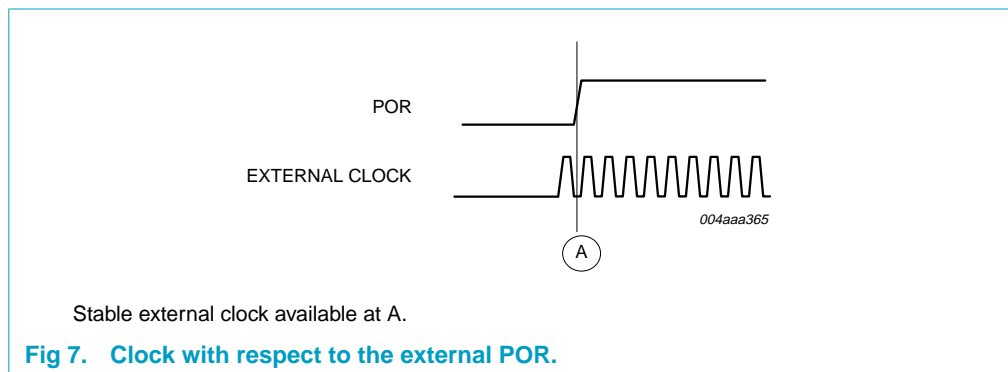 POR
EXTERNAL CLOCK
004aaa365
A
Stable external clock available at A.
Fig 7. Clock with respect to the external POR.